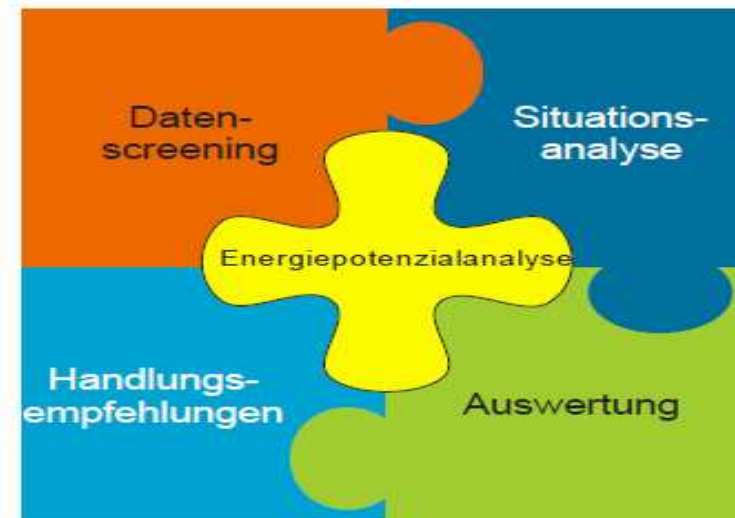 Daten-
screening
Situations-
analyse
Energiepotenzialanalyse
Handlungs-
empfehlungen
Auswertung